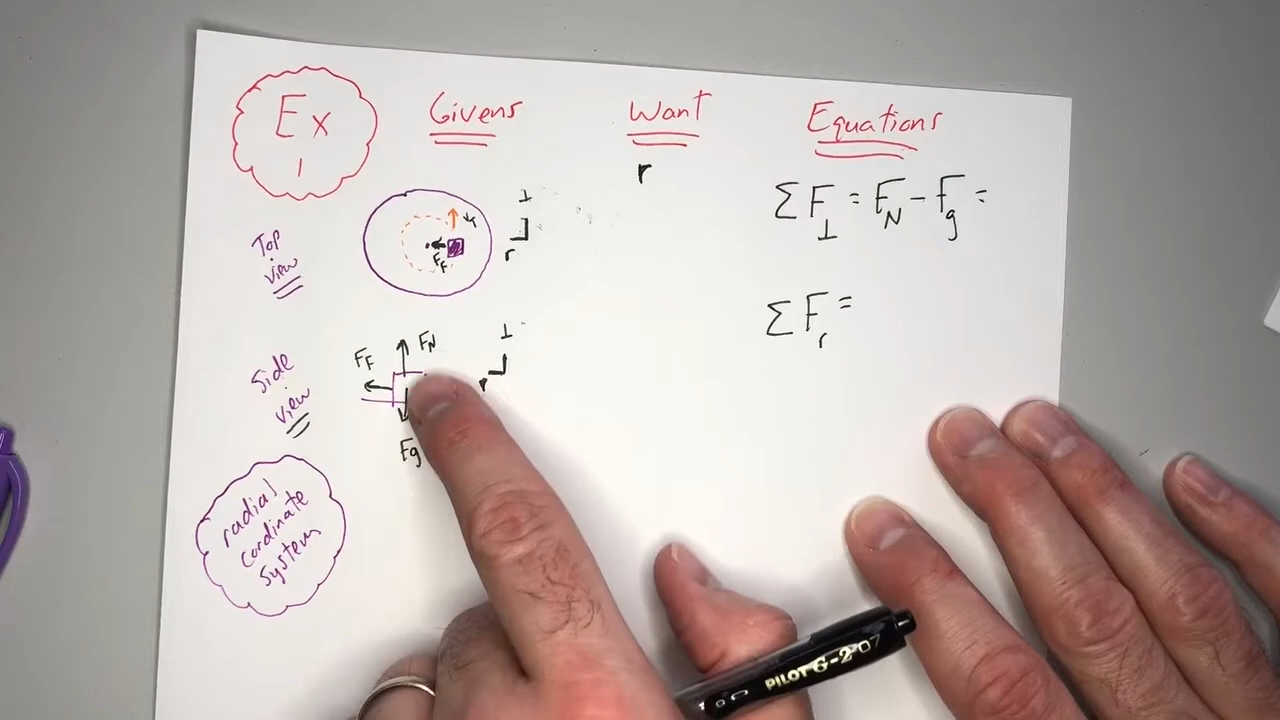 Ex
1
Givens
Want
Equations
r
ΣF⊥ = FN - Fg =
ΣFr =
Top
view
⊥
r
vT
FF
Side
view
FF
FN
Fg
⊥
r
radial
cordinate
system
PILOT G-2 07